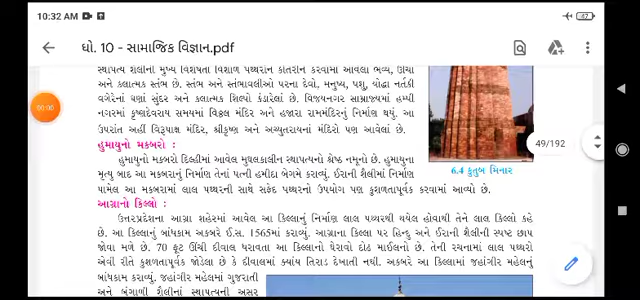 10:32 AM
47
ધો. 10 - સામાજિક વિજ્ઞાન.pdf
00:00
સ્થાપત્ય શૈલીની મુખ્ય વિશેષતા વિશાળ પથ્થરોને કોતરીને કરવામાં આવેલા ભવ્ય, ઊંચા
અને કલાત્મક સ્તંભ છે. સ્તંભ અને સ્તંભાવલીઓ પરના દેવો, મનુષ્ય, પશુ, યોદ્ધા નર્તકી
વગેરેનાં ઘણાં સુંદર અને કલાત્મક શિલ્પો કંડારેલાં છે. વિજયનગર સામ્રાજ્યમાં હમ્પી
નગરમાં કૃષ્ણદેવરાય સમયમાં વિઠ્ઠલ મંદિર અને હજારા રામમંદિરનું નિર્માણ થયું. આ
ઉપરાંત અહીં વિરૂપાક્ષ મંદિર, શ્રીકૃષ્ણ અને અચ્યુતરાયનાં મંદિરો પણ આવેલાં છે.
હુમાયુનો મકબરો :
હુમાયુનો મકબરો દિલ્હીમાં આવેલ મુઘલકાલીન સ્થાપત્યનો શ્રેષ્ઠ નમૂનો છે. હુમાયુના
મૃત્યુ બાદ આ મકબરાનું નિર્માણ તેનાં પત્ની હમીદા બેગમે કરાવ્યું. ઈરાની શૈલીમાં નિર્માણ
પામેલ આ મકબરામાં લાલ પથ્થરની સાથે સફેદ પથ્થરનો ઉપયોગ પણ કુશળતાપૂર્વક કરવામાં આવ્યો છે.
49/192
6.4 કુતુબ મિનાર
આગ્રાનો કિલ્લો :
ઉત્તરપ્રદેશના આગ્રા શહેરમાં આવેલ આ કિલ્લાનું નિર્માણ લાલ પથ્થરથી થયેલ હોવાથી તેને લાલ કિલ્લો કહે
છે. આ કિલ્લાનું બાંધકામ અકબરે ઈ.સ. 1565માં કરાવ્યું. આગ્રાના કિલ્લા પર હિન્દુ અને ઈરાની શૈલીની સ્પષ્ટ છાપ
જોવા મળે છે. 70 ફૂટ ઊંચી દીવાલ ધરાવતા આ કિલ્લાનો ઘેરાવો દોઢ માઈલનો છે. તેની રચનામાં લાલ પથ્થરો
એવી રીતે કુશળતાપૂર્વક જોડેલા છે કે દીવાલમાં ક્યાંય તિરાડ દેખાતી નથી. અકબરે આ કિલ્લામાં જહાંગીર મહેલનું
બાંધકામ કરાવ્યું. જહાંગીર મહેલમાં ગુજરાતી
અને બંગાળી શૈલીનાં સ્થાપત્યની અસર